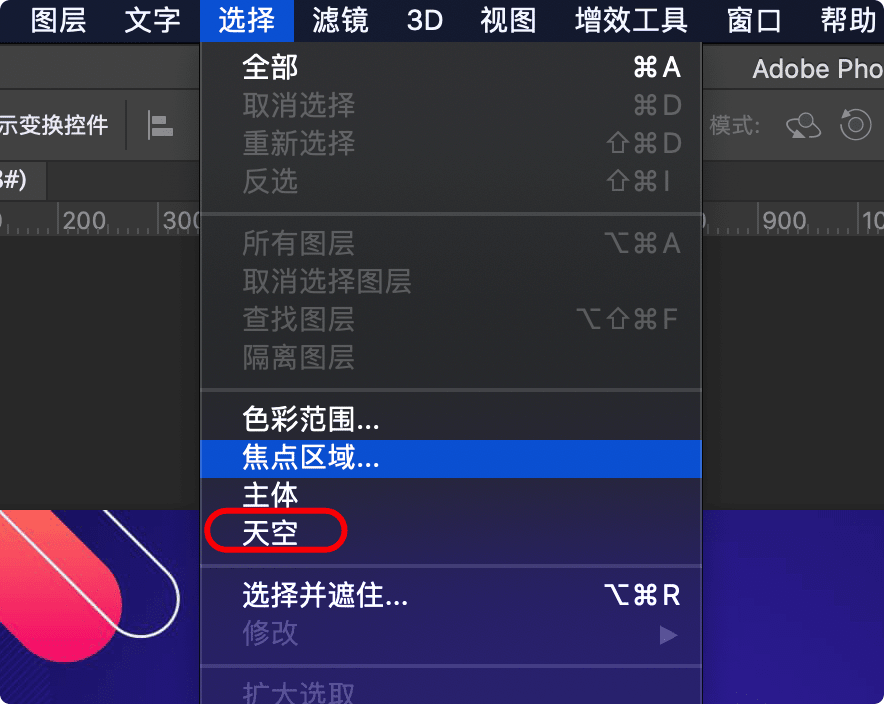 图层 文字 选择 滤镜 3D 视图 增效工具 窗口 帮助
全部 ⌘A
Adobe Pho
取消选择 ⌘D
示变换控件
模式:
重新选择 ⇧⌘D
反选 ⇧⌘I
#)
200 300 900 10
所有图层 ⌥⌘A
取消选择图层
查找图层 ⌥⇧⌘F
隔离图层
色彩范围...
焦点区域...
主体
天空
选择并遮住... ⌥⌘R
修改 ▶
扩大选取